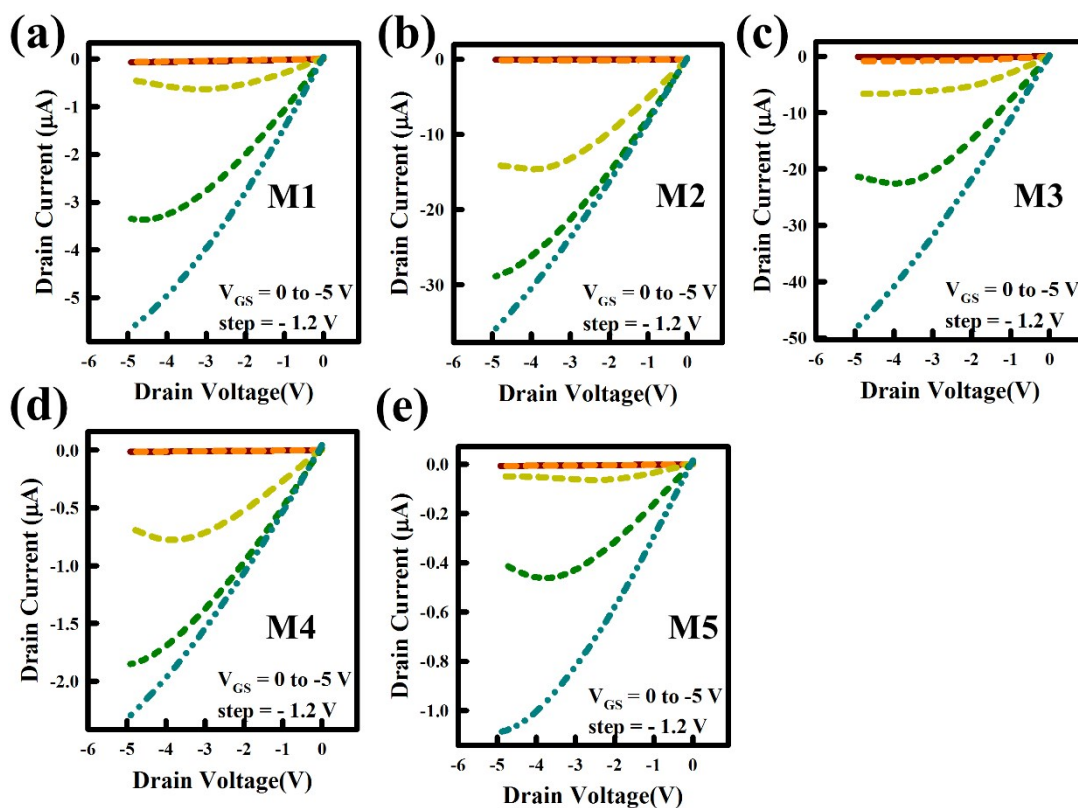 (a)
0
-1
-2
-3
-4
-5
Drain Current (μA)
M1
V_GS = 0 to -5 V
step = - 1.2 V
-6 -5 -4 -3 -2 -1 0
Drain Voltage(V)
(b)
0
-10
-20
-30
Drain Current (μA)
M2
V_GS = 0 to -5 V
step = - 1.2 V
-6 -5 -4 -3 -2 -1 0
Drain Voltage(V)
(c)
0
-10
-20
-30
-40
-50
Drain Current (μA)
M3
V_GS = 0 to -5 V
step = - 1.2 V
-6 -5 -4 -3 -2 -1 0
Drain Voltage(V)
(d)
0.0
-0.5
-1.0
-1.5
-2.0
Drain Current (μA)
M4
V_GS = 0 to -5 V
step = - 1.2 V
-6 -5 -4 -3 -2 -1 0
Drain Voltage(V)
(e)
0.0
-0.2
-0.4
-0.6
-0.8
-1.0
Drain Current (μA)
M5
V_GS = 0 to -5 V
step = - 1.2 V
-6 -5 -4 -3 -2 -1 0
Drain Voltage(V)